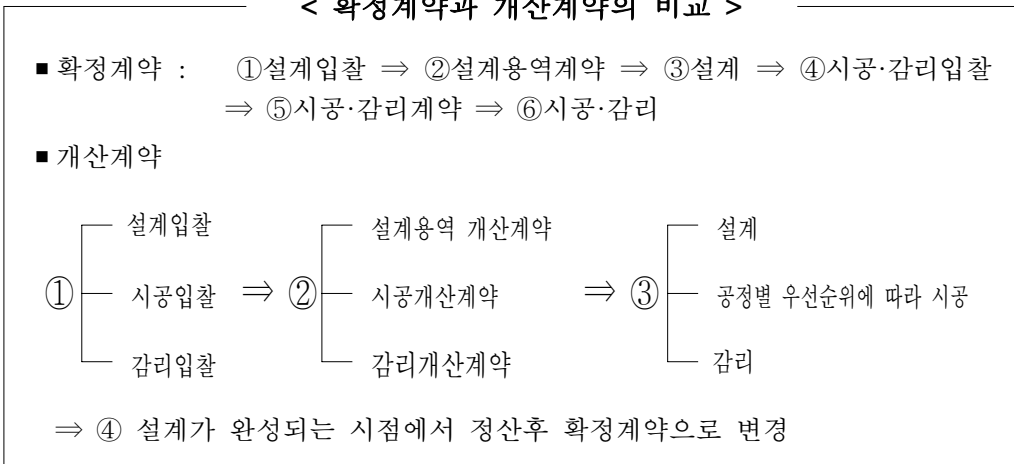 < 확정계약과 개산계약의 비교 >
■ 확정계약 : ①설계입찰 ⇒ ②설계용역계약 ⇒ ③설계 ⇒ ④시공·감리입찰
⇒ ⑤시공·감리계약 ⇒ ⑥시공·감리
■ 개산계약
설계입찰 설계용역 개산계약 설계
① 시공입찰 ⇒ ② 시공개산계약 ⇒ ③ 공정별 우선순위에 따라 시공
감리입찰 감리개산계약 감리
⇒ ④ 설계가 완성되는 시점에서 정산후 확정계약으로 변경